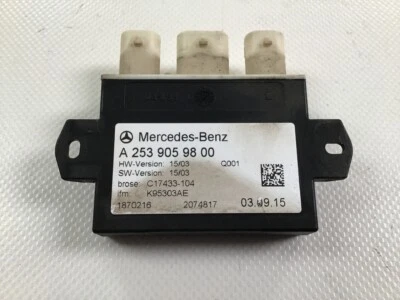 Mercedes-Benz
A 253 905 98 00
HW-Version: 15/03 Q001
SW-Version: 15/03
brose C17433-104
ifm: K95303AE
1870216 2074817 03.09.15